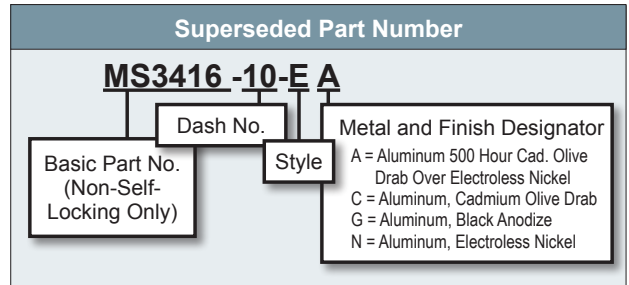 Superseded Part Number
MS3416 -10-E A
Basic Part No.
(Non-Self-
Locking Only)
Dash No.
Style
Metal and Finish Designator
A = Aluminum 500 Hour Cad. Olive
Drab Over Electroless Nickel
C = Aluminum, Cadmium Olive Drab
G = Aluminum, Black Anodize
N = Aluminum, Electroless Nickel